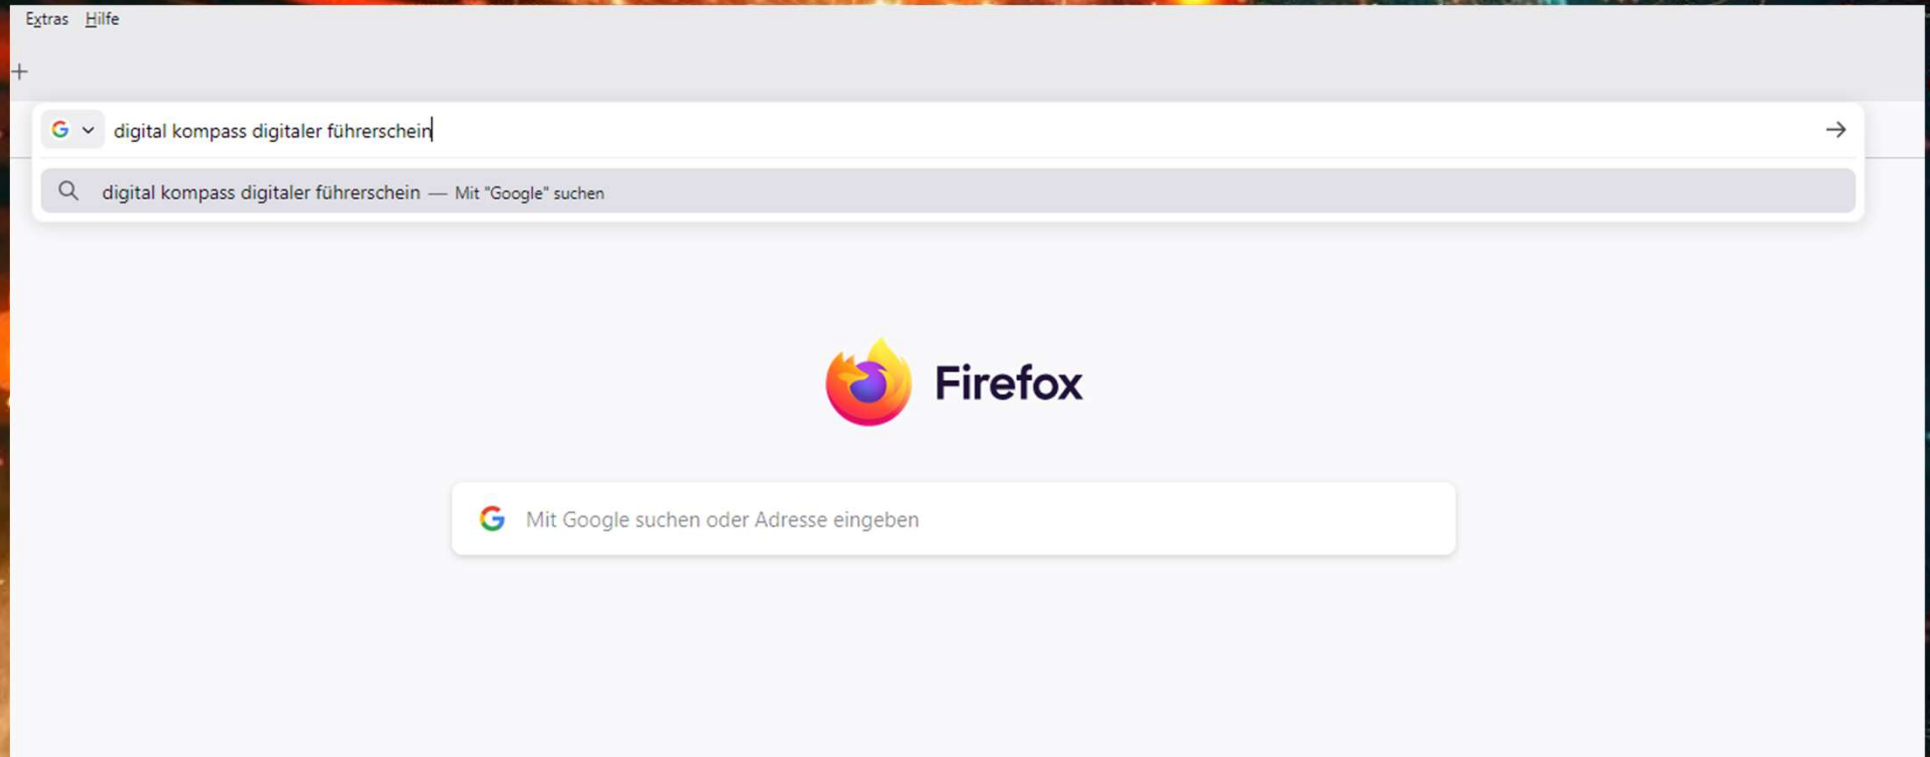 Extras Hilfe
digital kompass digitaler führerschein
digital kompass digitaler führerschein — Mit "Google" suchen
Firefox
Mit Google suchen oder Adresse eingeben